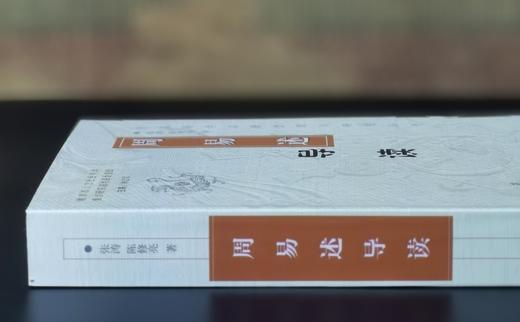 周易述
导读
周易述导读
张涛 陈修亮 著